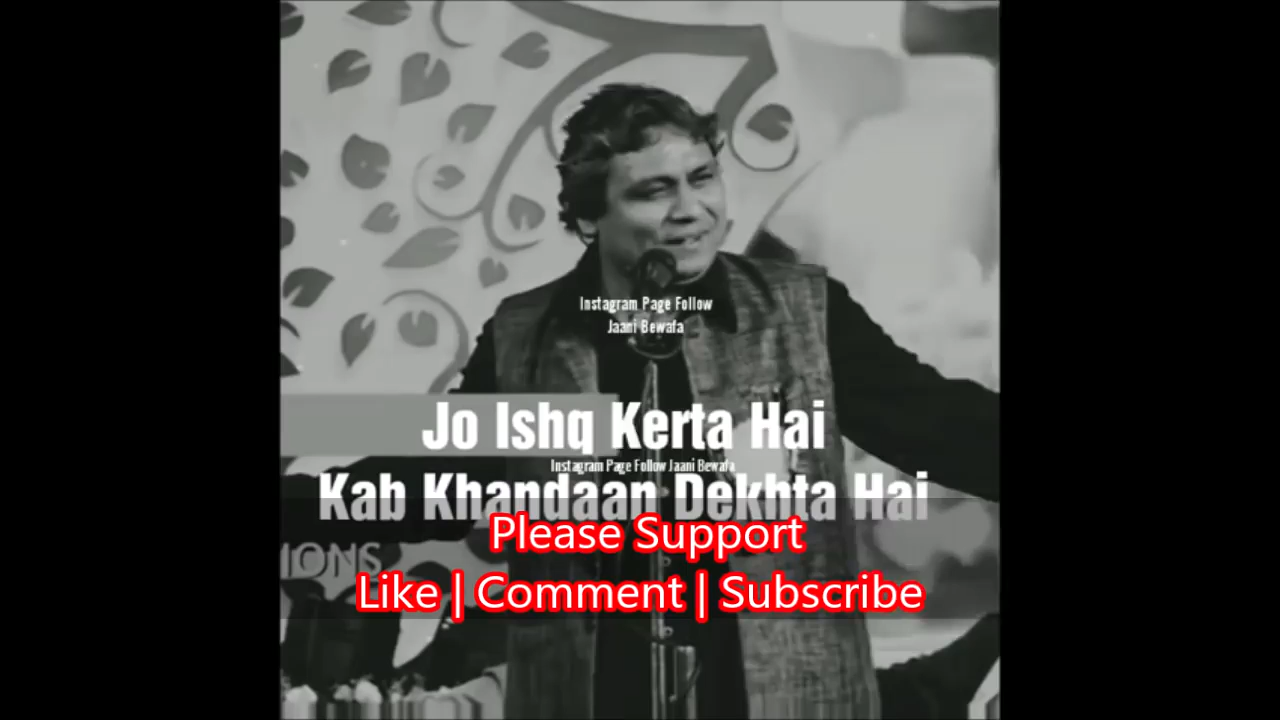 Instagram Page Follow
Jaani Bewafa
Jo Ishq Kerta Hai
Instagram Page Follow Jaani Bewafa
Kab Khandaan Dekhta Hai
Please Support
IONS
Like | Comment | Subscribe